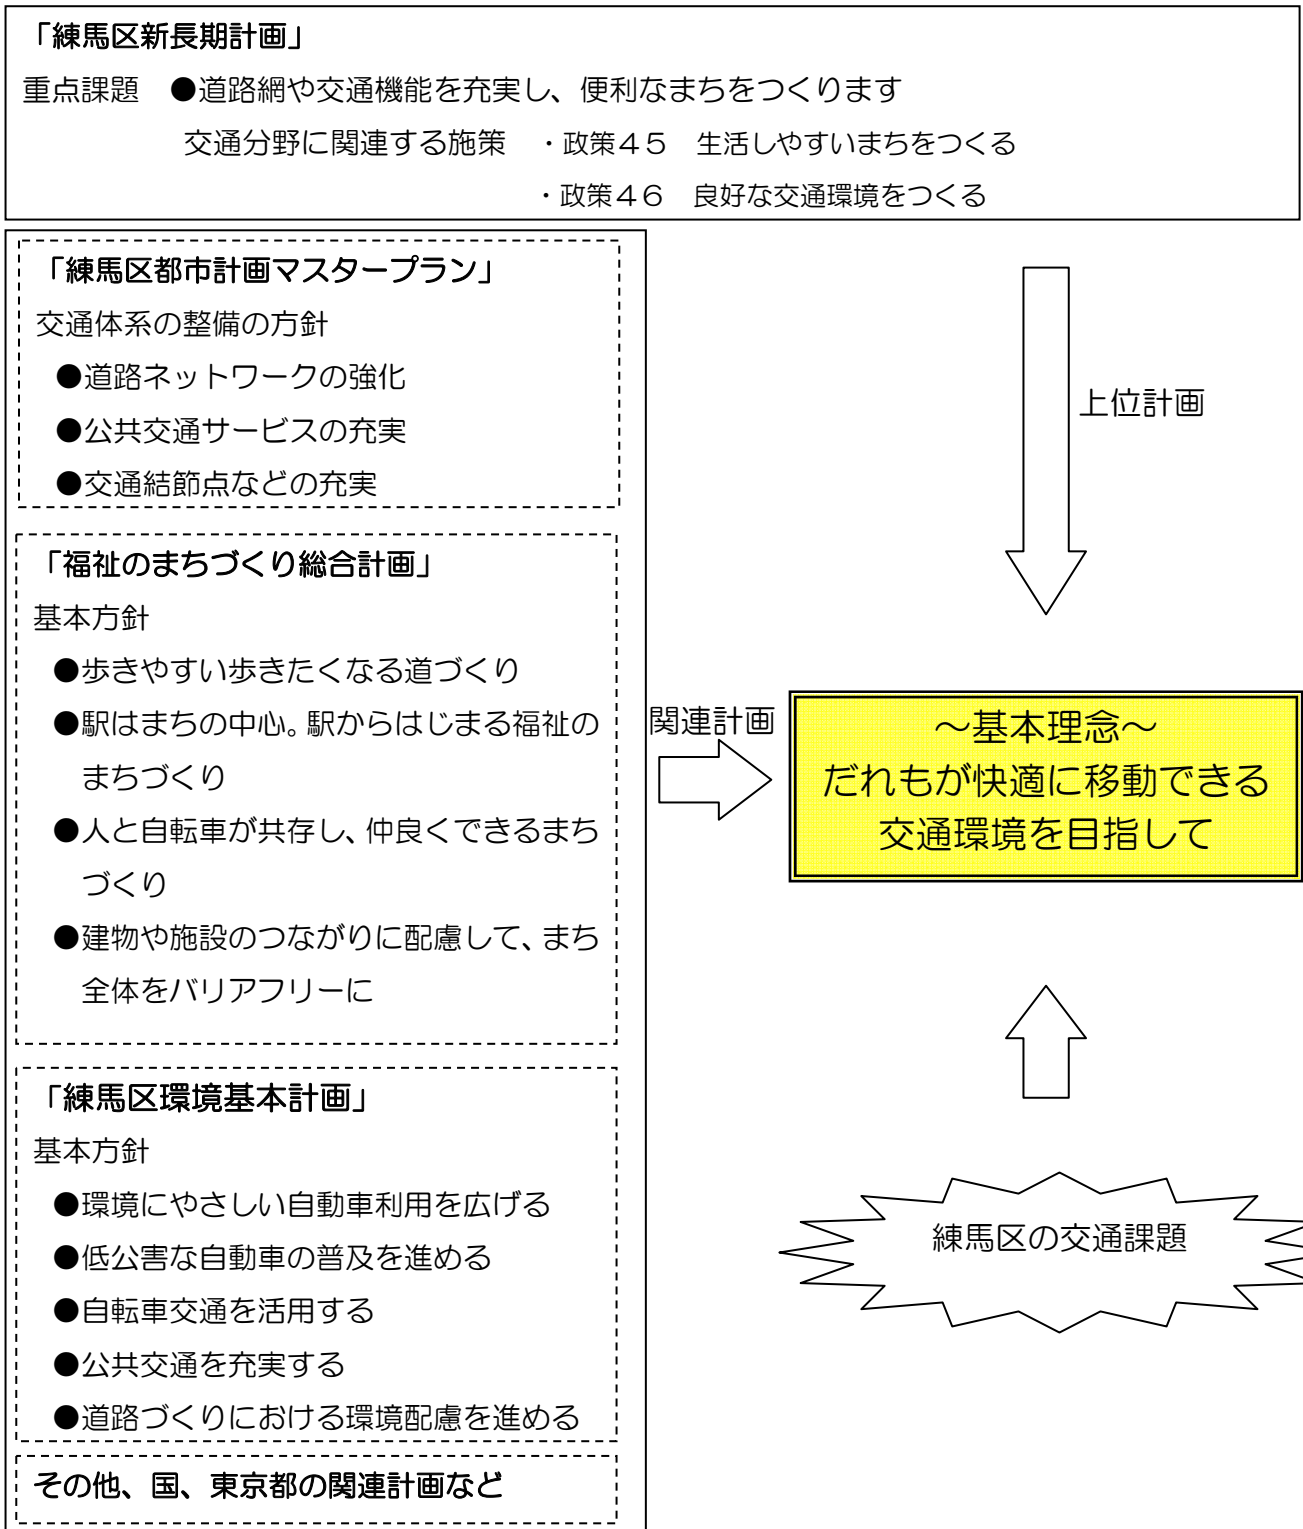 「練馬区新長期計画」
重点課題　●道路網や交通機能を充実し、便利なまちをつくります
交通分野に関連する施策　・政策４５　生活しやすいまちをつくる
・政策４６　良好な交通環境をつくる
「練馬区都市計画マスタープラン」
交通体系の整備の方針
●道路ネットワークの強化
●公共交通サービスの充実
●交通結節点などの充実
「福祉のまちづくり総合計画」
基本方針
●歩きやすい歩きたくなる道づくり
●駅はまちの中心。駅からはじまる福祉の
まちづくり
●人と自転車が共存し、仲良くできるまち
づくり
●建物や施設のつながりに配慮して、まち
全体をバリアフリーに
「練馬区環境基本計画」
基本方針
●環境にやさしい自動車利用を広げる
●低公害な自動車の普及を進める
●自転車交通を活用する
●公共交通を充実する
●道路づくりにおける環境配慮を進める
その他、国、東京都の関連計画など
上位計画
関連計画
～基本理念～
だれもが快適に移動できる
交通環境を目指して
練馬区の交通課題